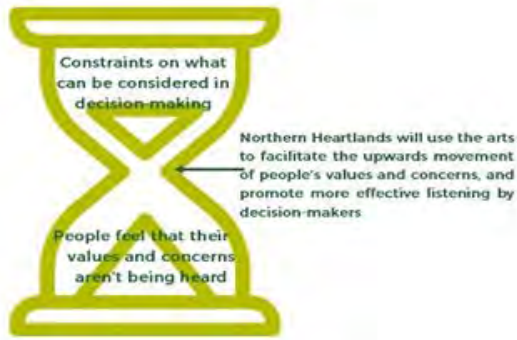 Constraints on what
can be considered in
decision-making
Northern Heartlands will use the arts
to facilitate the upwards movement
of people's values and concerns, and
promote more effective listening by
decision-makers
People feel that their
values and concerns
aren't being heard